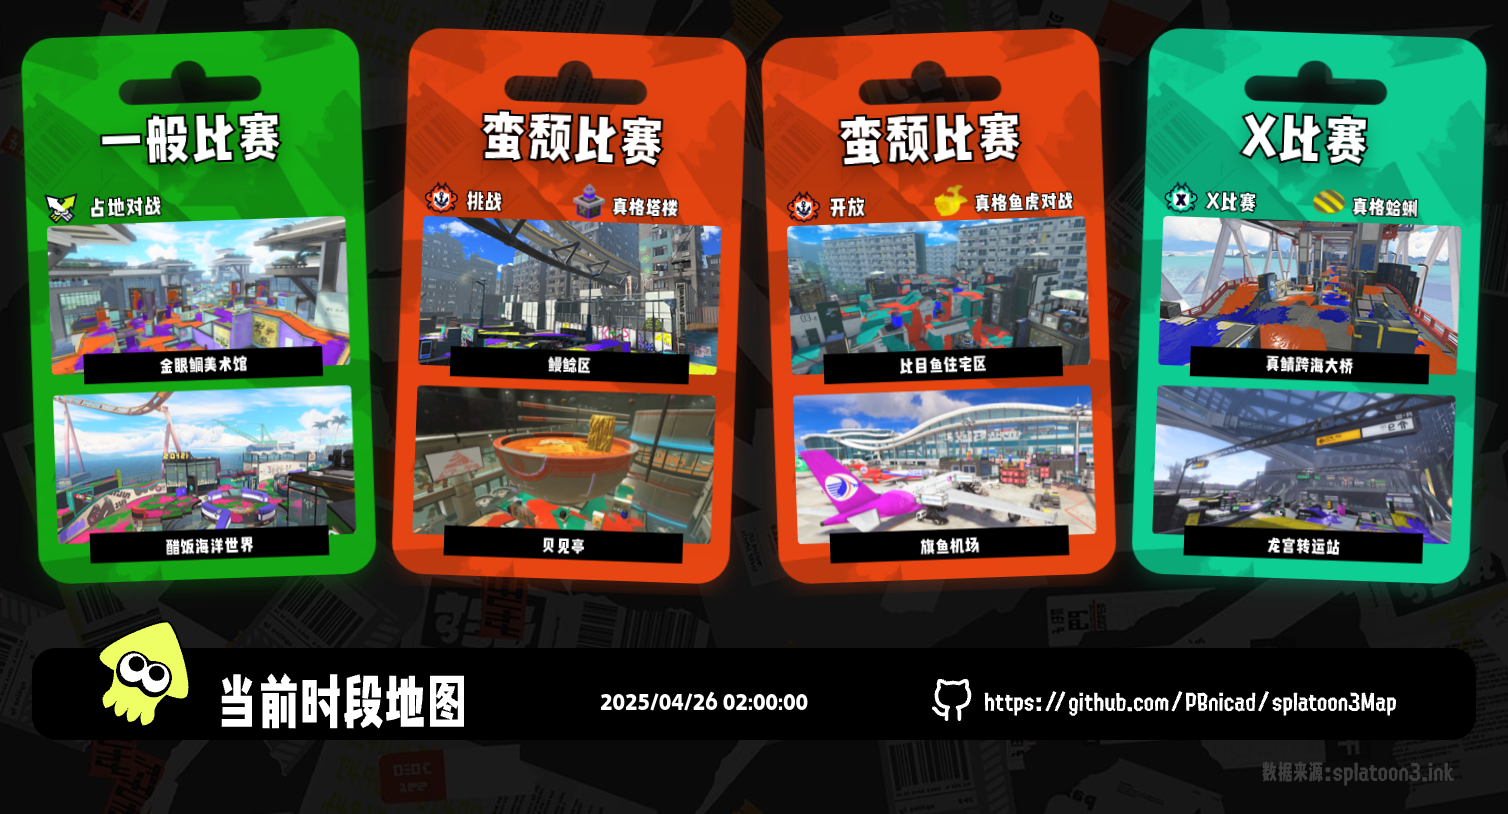 一般比赛
占地对战
金眼鲷美术馆
醋饭海洋世界
蛮颓比赛
挑战
真格塔楼
鳗鲶区
贝见亭
蛮颓比赛
开放
真格鱼虎对战
比目鱼住宅区
旗鱼机场
X比赛
X比赛
真格蛤蜊
真鲭跨海大桥
龙宫转运站
当前时段地图
2025/04/26 02:00:00
https://github.com/PBnicad/splatoon3Map
数据来源:splatoon3.ink